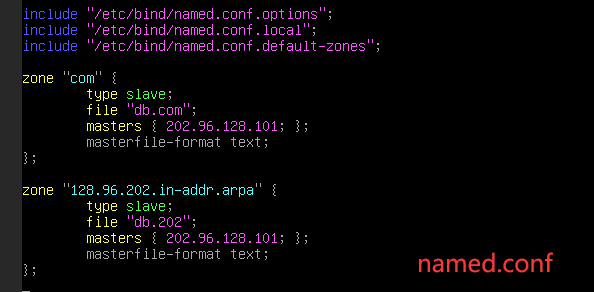 include "/etc/bind/named.conf.options";
include "/etc/bind/named.conf.local";
include "/etc/bind/named.conf.default-zones";

zone "com" {
        type slave;
        file "db.com";
        masters { 202.96.128.101; };
        masterfile-format text;
};

zone "128.96.202.in-addr.arpa" {
        type slave;
        file "db.202";
        masters { 202.96.128.101; };
        masterfile-format text;
};
named.conf